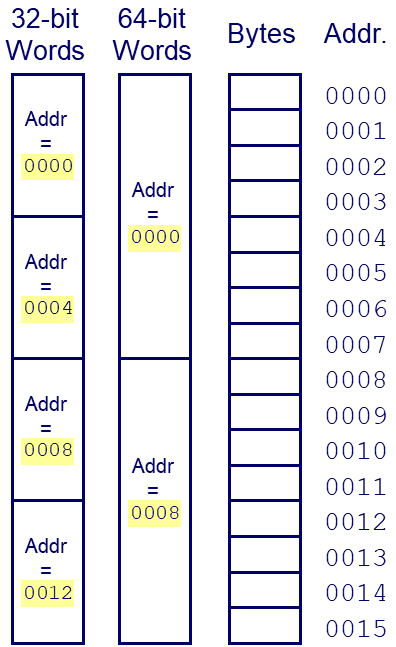 32-bit
Words
64-bit
Words
Bytes
Addr.
Addr
=
0000
Addr
=
0004
Addr
=
0008
Addr
=
0012
Addr
=
0000
Addr
=
0008
0000
0001
0002
0003
0004
0005
0006
0007
0008
0009
0010
0011
0012
0013
0014
0015